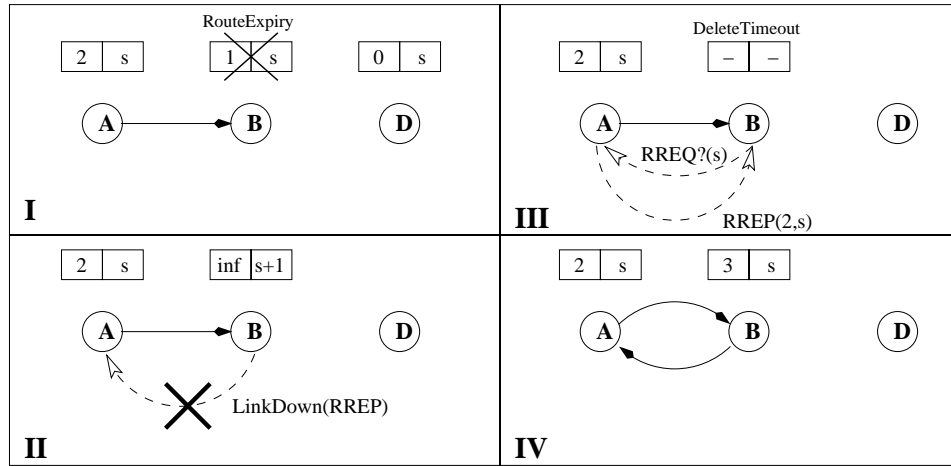 RouteExpiry
2 s
1 s
0 s
A
B
D
I
DeleteTimeout
2 s
– –
A
B
D
RREQ?(s)
RREP(2,s)
III
2 s
inf s+1
A
B
D
LinkDown(RREP)
II
2 s
3 s
A
B
D
IV